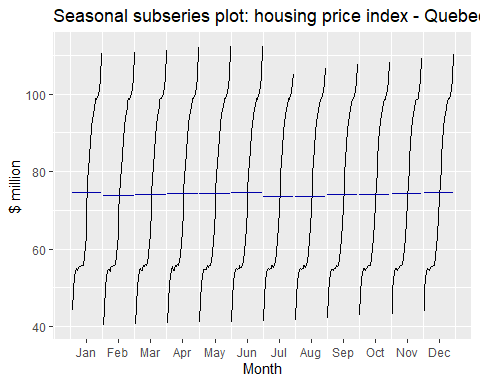 Seasonal subseries plot: housing price index - Quebec
$ million
100
80
60
40
Jan Feb Mar Apr May Jun Jul Aug Sep Oct Nov Dec
Month